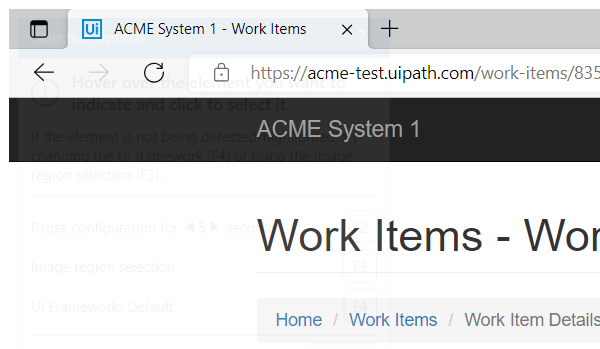 Ui ACME System 1 - Work Items
https://acme-test.uipath.com/work-items/835
Hover over the element you want to
indicate and click to select it.
ACME System 1
If the element is not being detected, highlighted, try
changing the UI framework (F4) or using the image
region selection (F3).
Work Items - Wor
Pause configuration for 5 seco F2
Image region selection F3
UI Framework: Default F4
Home / Work Items / Work Item Details